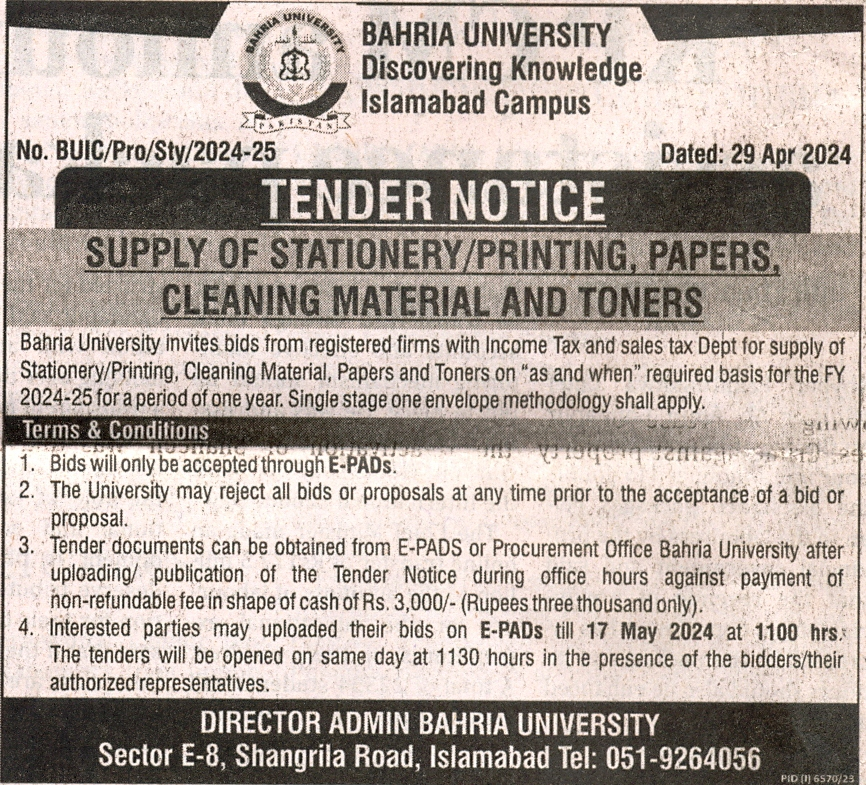 BAHRIA UNIVERSITY
PAKISTAN
BAHRIA UNIVERSITY
Discovering Knowledge
Islamabad Campus
No. BUIC/Pro/Sty/2024-25
Dated: 29 Apr 2024
TENDER NOTICE
SUPPLY OF STATIONERY/PRINTING, PAPERS,
CLEANING MATERIAL AND TONERS
Bahria University invites bids from registered firms with Income Tax and sales tax Dept for supply of
Stationery/Printing, Cleaning Material, Papers and Toners on "as and when" required basis for the FY
2024-25 for a period of one year. Single stage one envelope methodology shall apply.
Terms & Conditions
1. Bids will only be accepted through E-PADs.
2. The University may reject all bids or proposals at any time prior to the acceptance of a bid or
proposal.
3. Tender documents can be obtained from E-PADS or Procurement Office Bahria University after
uploading/ publication of the Tender Notice during office hours against payment of
non-refundable fee in shape of cash of Rs. 3,000/- (Rupees three thousand only).
4. Interested parties may uploaded their bids on E-PADs till 17 May 2024 at 1100 hrs.
The tenders will be opened on same day at 1130 hours in the presence of the bidders/their
authorized representatives.
DIRECTOR ADMIN BAHRIA UNIVERSITY
Sector E-8, Shangrila Road, Islamabad Tel: 051-9264056
PID (I) 6570/23